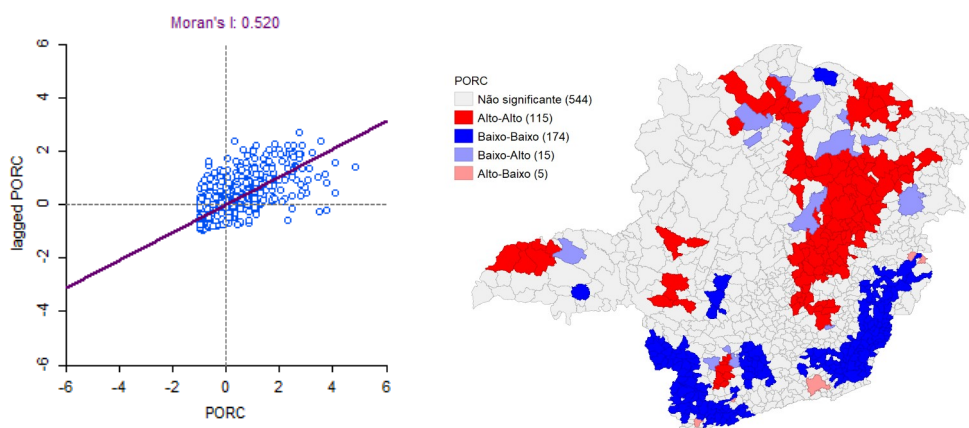 Moran's I: 0.520
6
4
2
0
-2
-4
-6
lagged PORC
-6 -4 -2 0 2 4 6
PORC
PORC
Não significante (544)
Alto-Alto (115)
Baixo-Baixo (174)
Baixo-Alto (15)
Alto-Baixo (5)